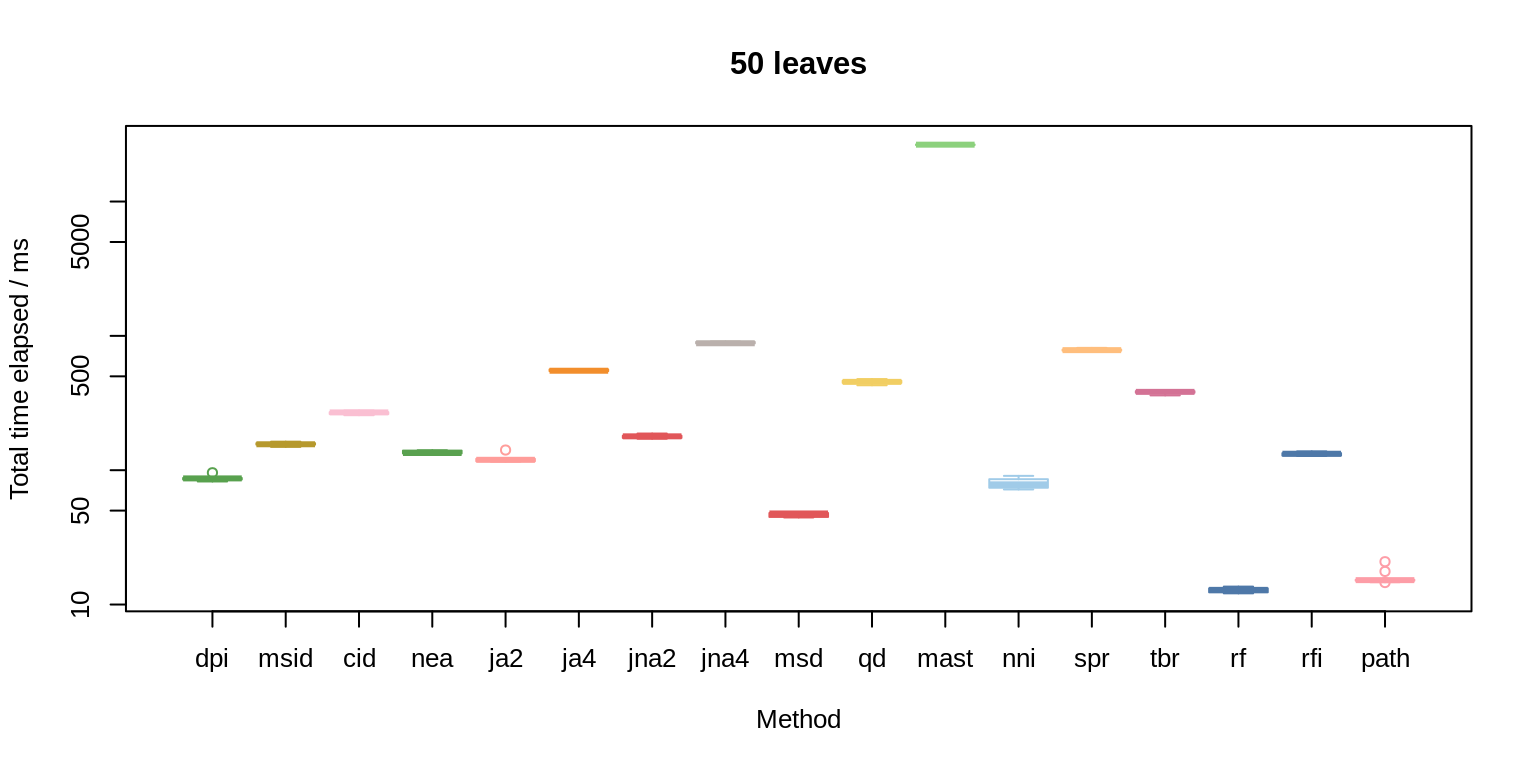 50 leaves
Total time elapsed / ms
5000
500
50
10
dpi msid cid nea ja2 ja4 jna2 jna4 msd qd mast nni spr tbr rf rfi path
Method